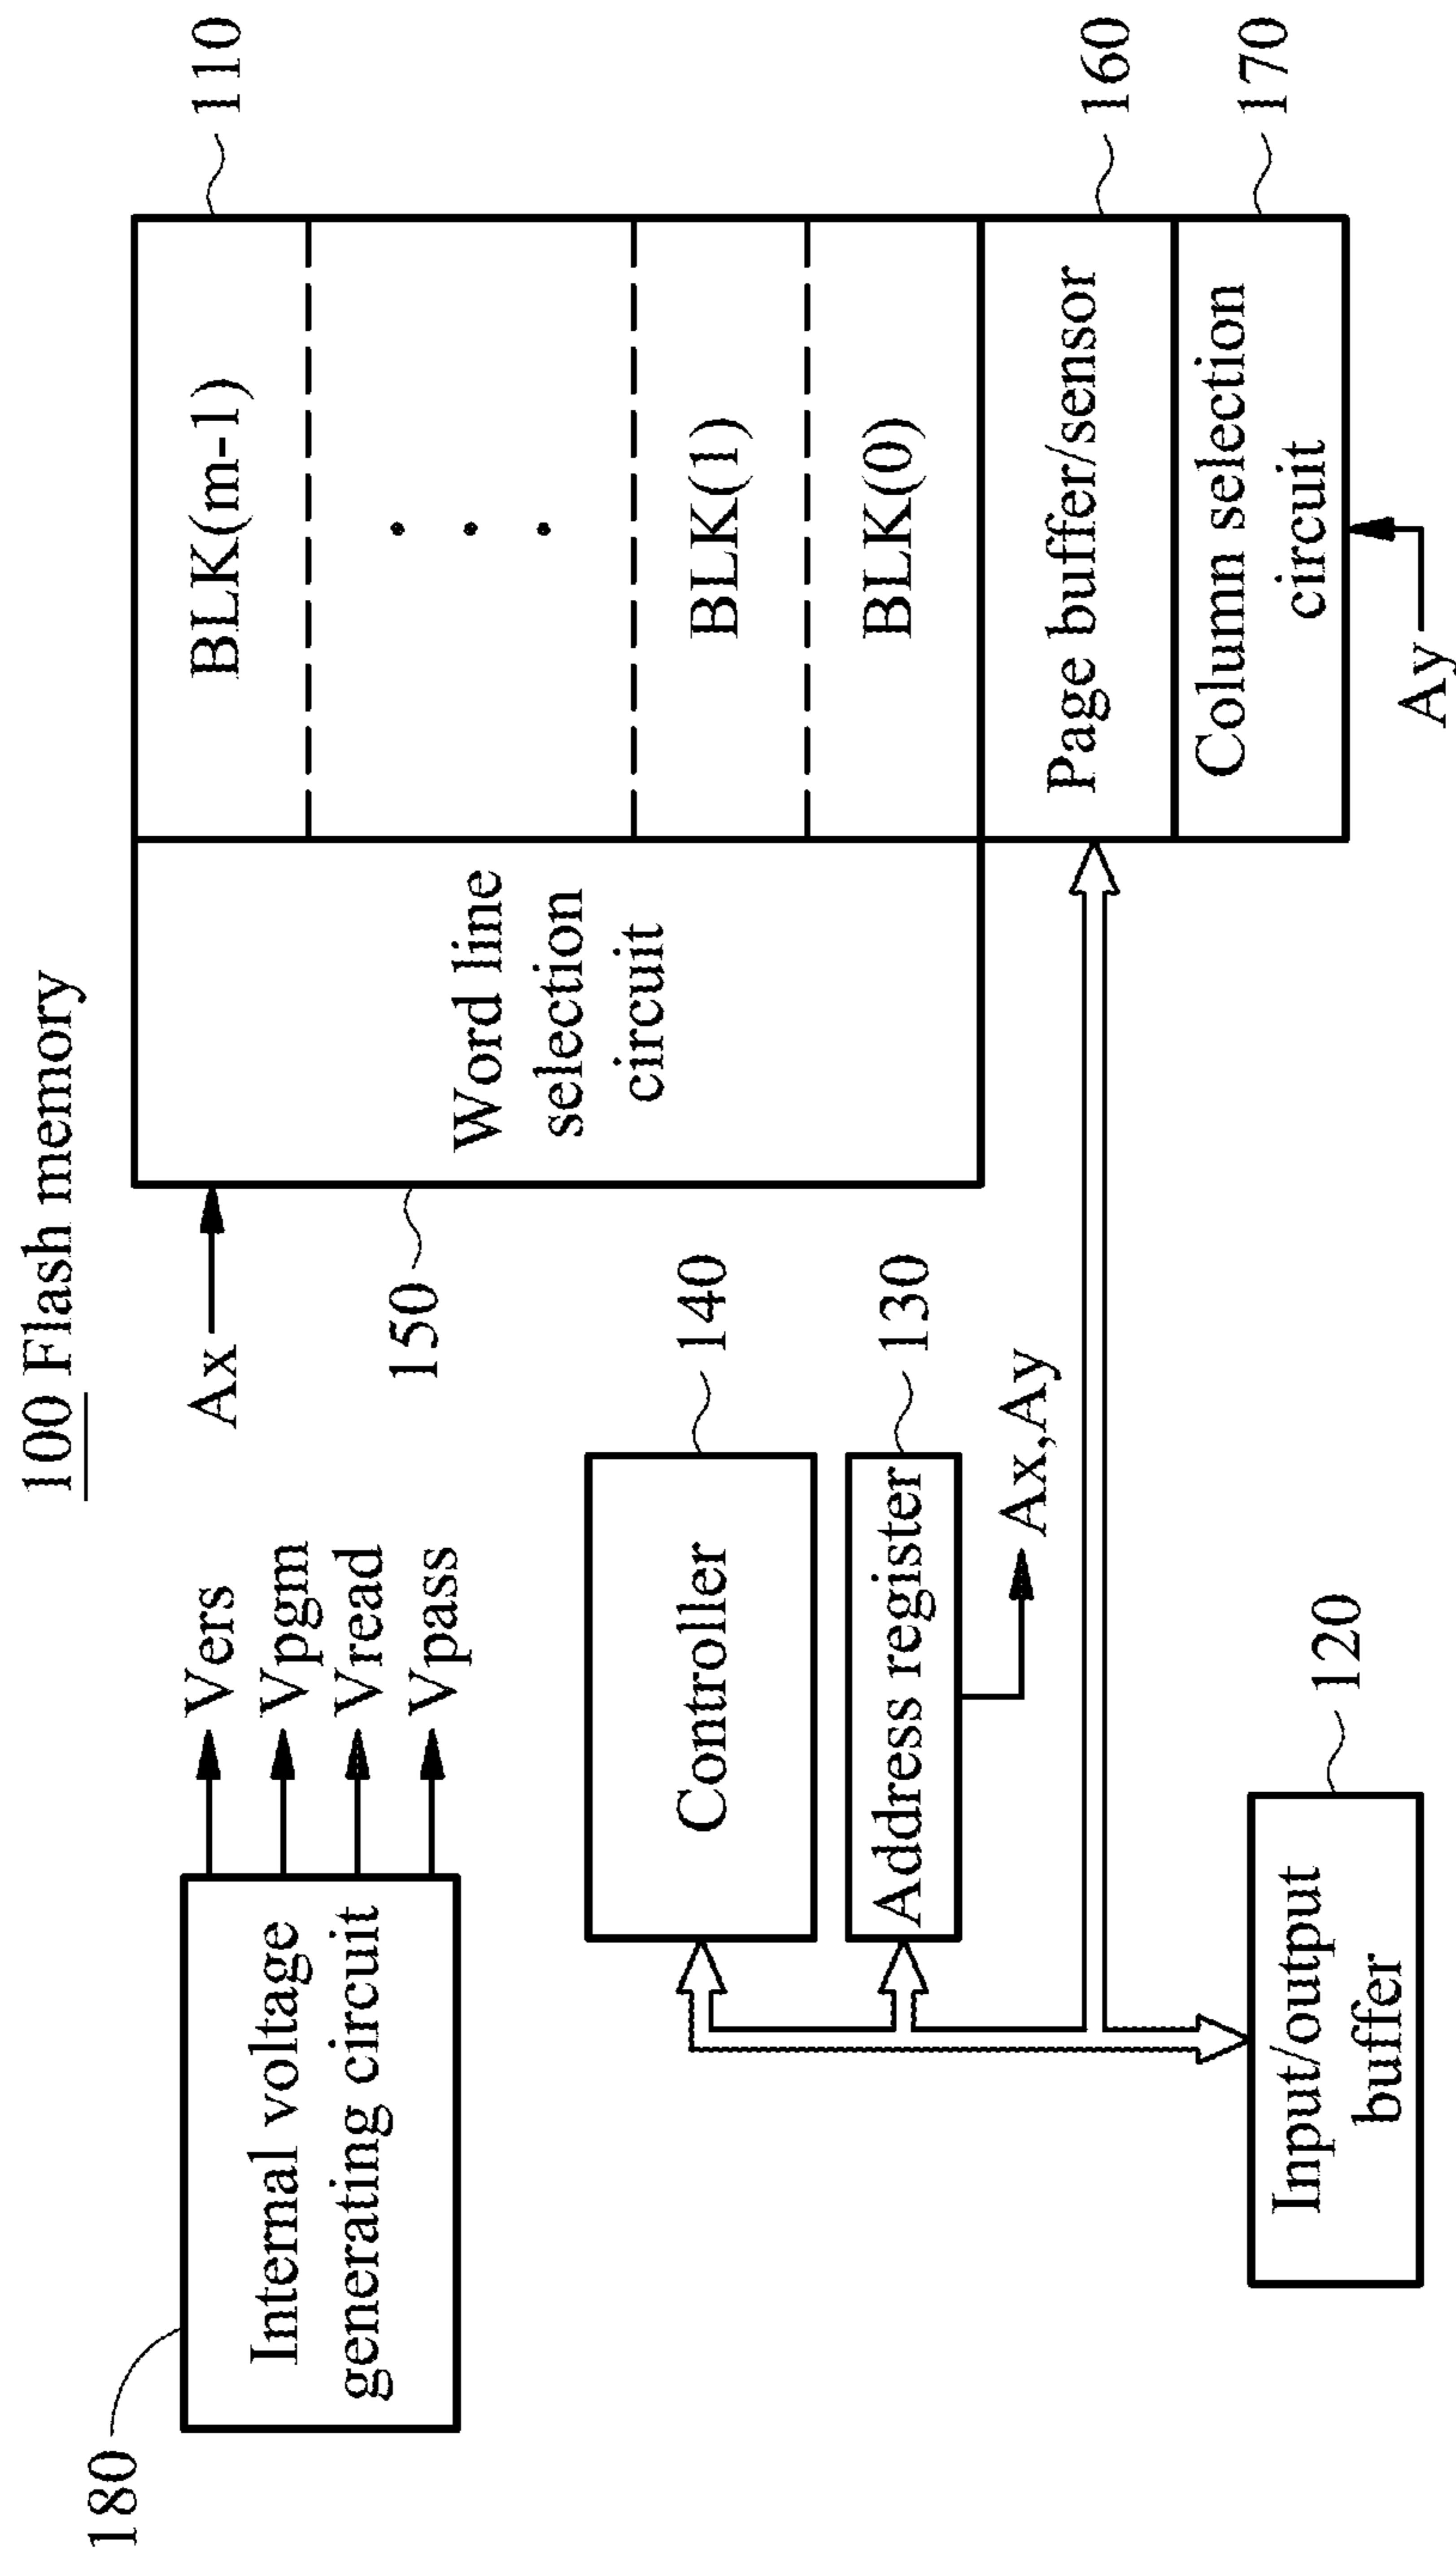 100 Flash memory
180
Internal voltage
generating circuit
Vers
Vpgm
Vread
Vpass
Ax
150
Word line
selection
circuit
BLK(m-1)
BLK(1)
BLK(0)
110
Controller
140
Address register
130
Ax,Ay
Page buffer/sensor
160
Column selection
circuit
170
Ay
Input/output
buffer
120